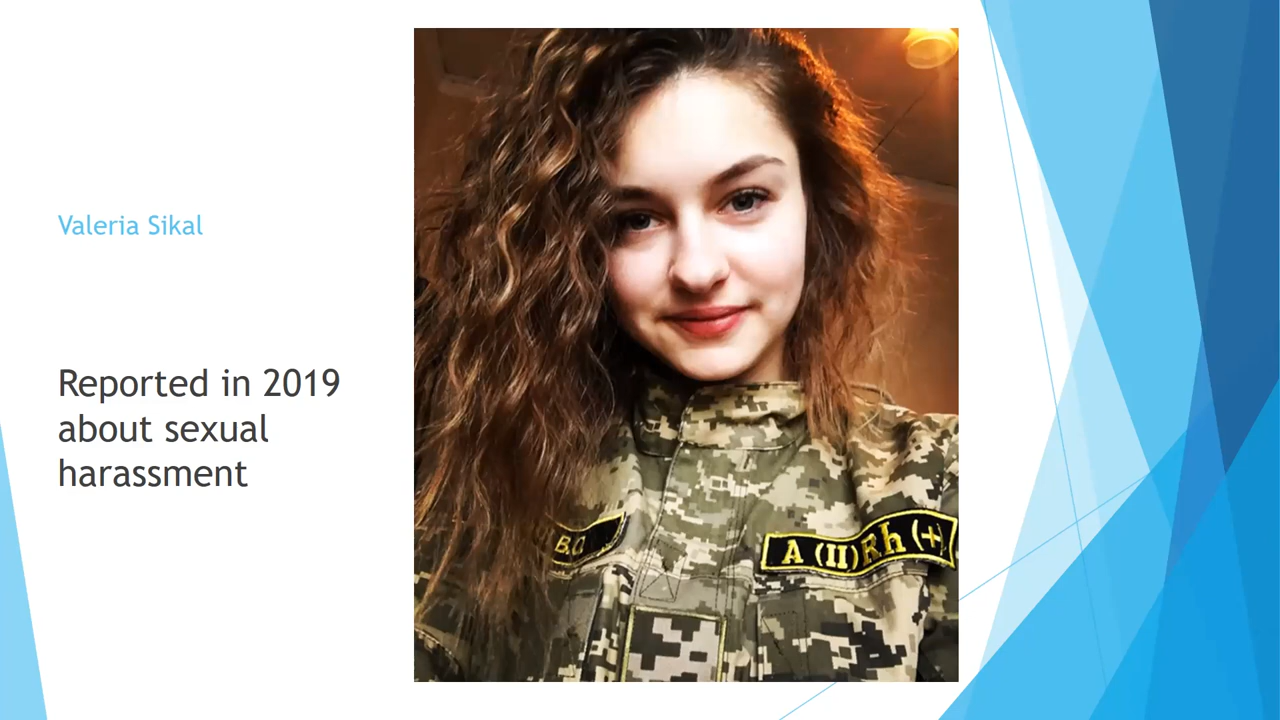 Valeria Sikal
Reported in 2019
about sexual
harassment
A (II) Rh (+)